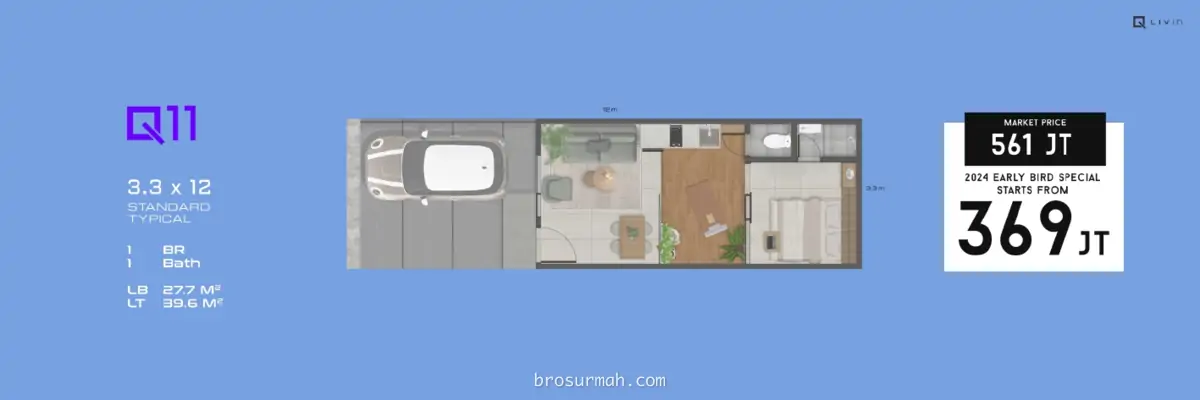 Q LIVIN
Q11
3.3 x 12
STANDARD
TYPICAL
1 BR
1 Bath
LB 27.7 M²
LT 39.6 M²
12 m
3.3 m
MARKET PRICE
561 JT
2024 EARLY BIRD SPECIAL
STARTS FROM
369 JT
brosurmah.com